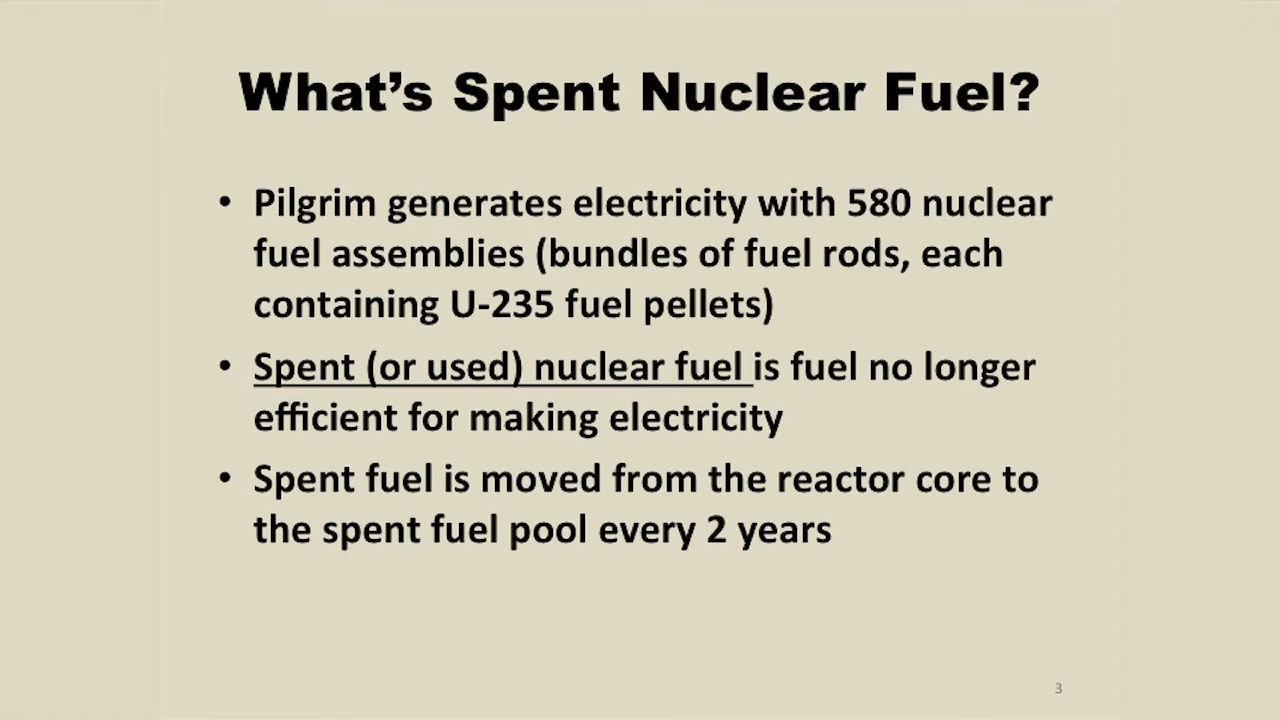 What’s Spent Nuclear Fuel?
• Pilgrim generates electricity with 580 nuclear
fuel assemblies (bundles of fuel rods, each
containing U-235 fuel pellets)
• Spent (or used) nuclear fuel is fuel no longer
efficient for making electricity
• Spent fuel is moved from the reactor core to
the spent fuel pool every 2 years
3